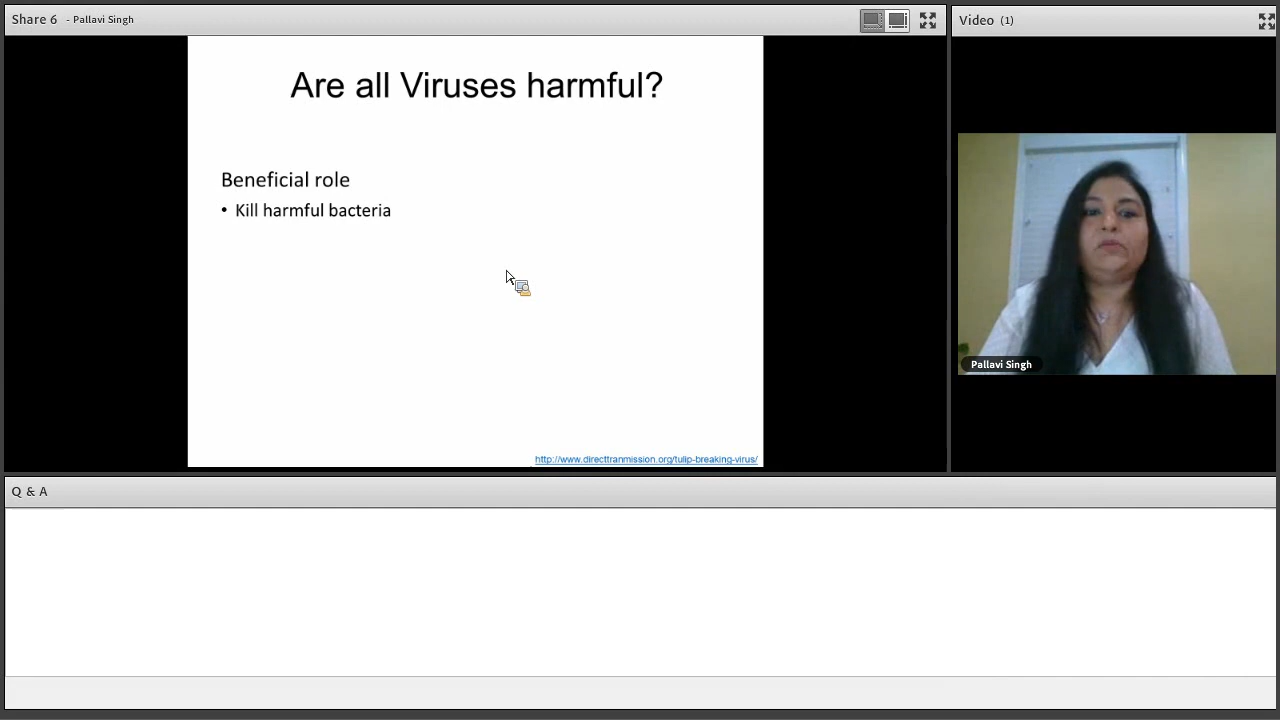 Share 6 - Pallavi Singh
Video (1)
Are all Viruses harmful?
Beneficial role
• Kill harmful bacteria
Pallavi Singh
http://www.directtranmission.org/tulip-breaking-virus/
Q & A